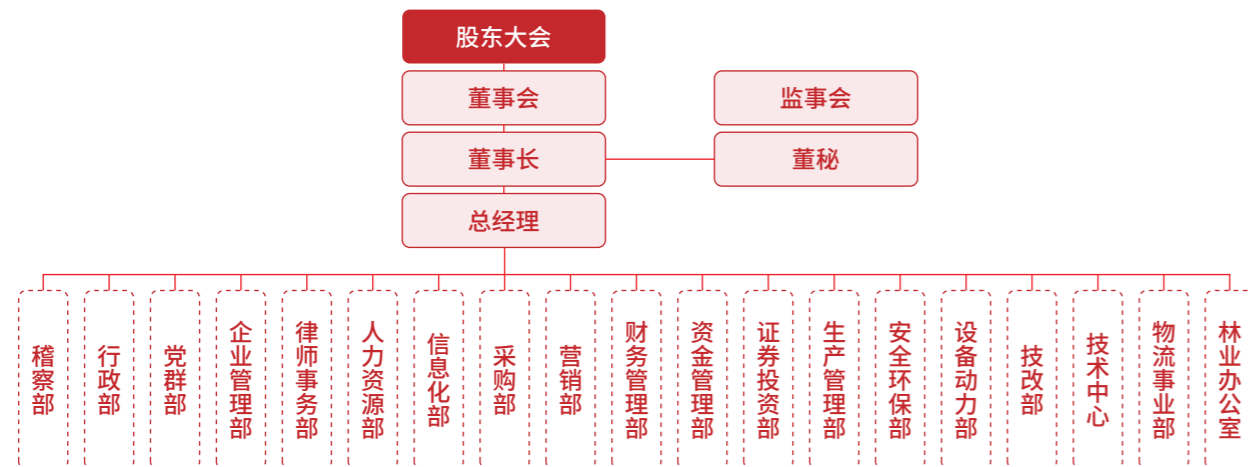 股东大会
董事会
监事会
董事长
董秘
总经理
稽察部
行政部
党群部
企业管理部
律师事务部
人力资源部
信息化部
采购部
营销部
财务管理部
资金管理部
证券投资部
生产管理部
安全环保部
设备动力部
技改部
技术中心
物流事业部
林业办公室